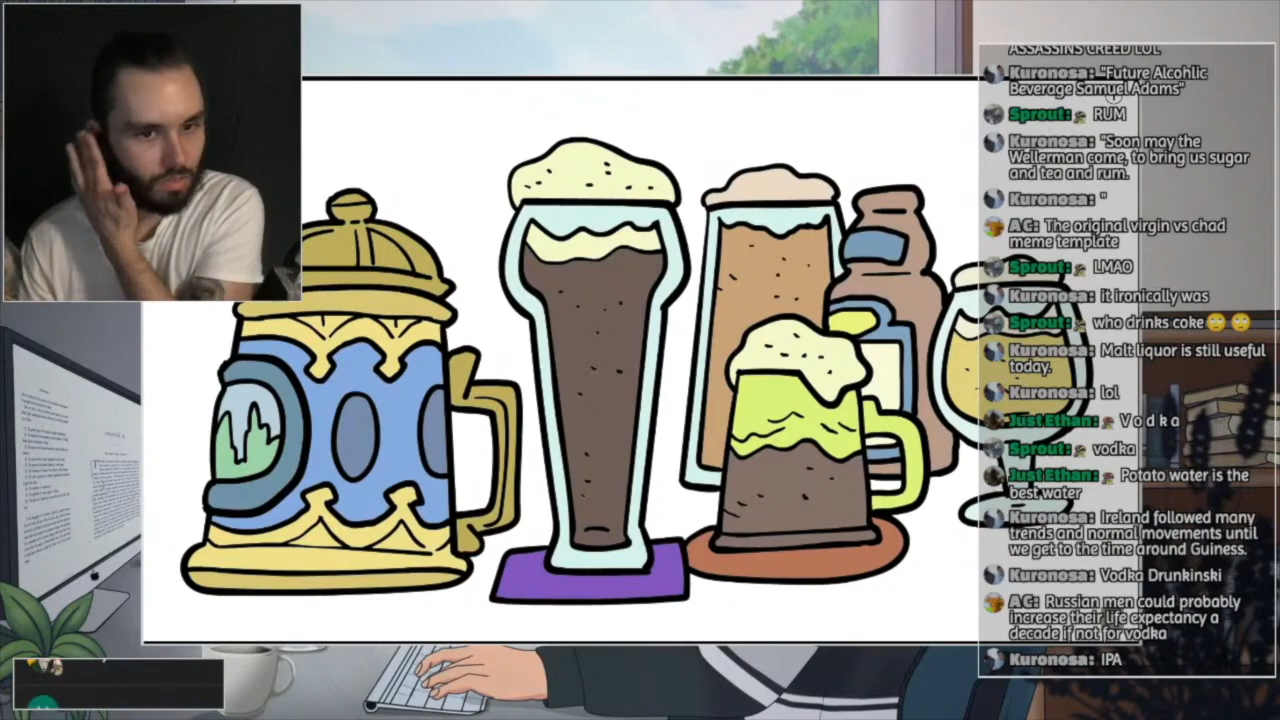 ASSASSINS CREED LOL
Kuronosa: "Future Alcohlic
Beverage Samuel Adams"
Sprout: RUM
Kuronosa: "Soon may the
Wellerman come, to bring us sugar
and tea and rum.
Kuronosa: "
AC: The original virgin vs chad
meme template
Sprout: LMAO
Kuronosa: it ironically was
Sprout: who drinks coke🙄 🙄
Kuronosa: Malt liquor is still useful
today.
Kuronosa: lol
Just Ethan: V o d k a
Sprout: vodka
Just Ethan: Potato water is the
best water
Kuronosa: Ireland followed many
trends and normal movements until
we get to the time around Guiness.
Kuronosa: Vodka Drunkinski
AC: Russian men could probably
increase their life expectancy a
decade if not for vodka
Kuronosa: IPA